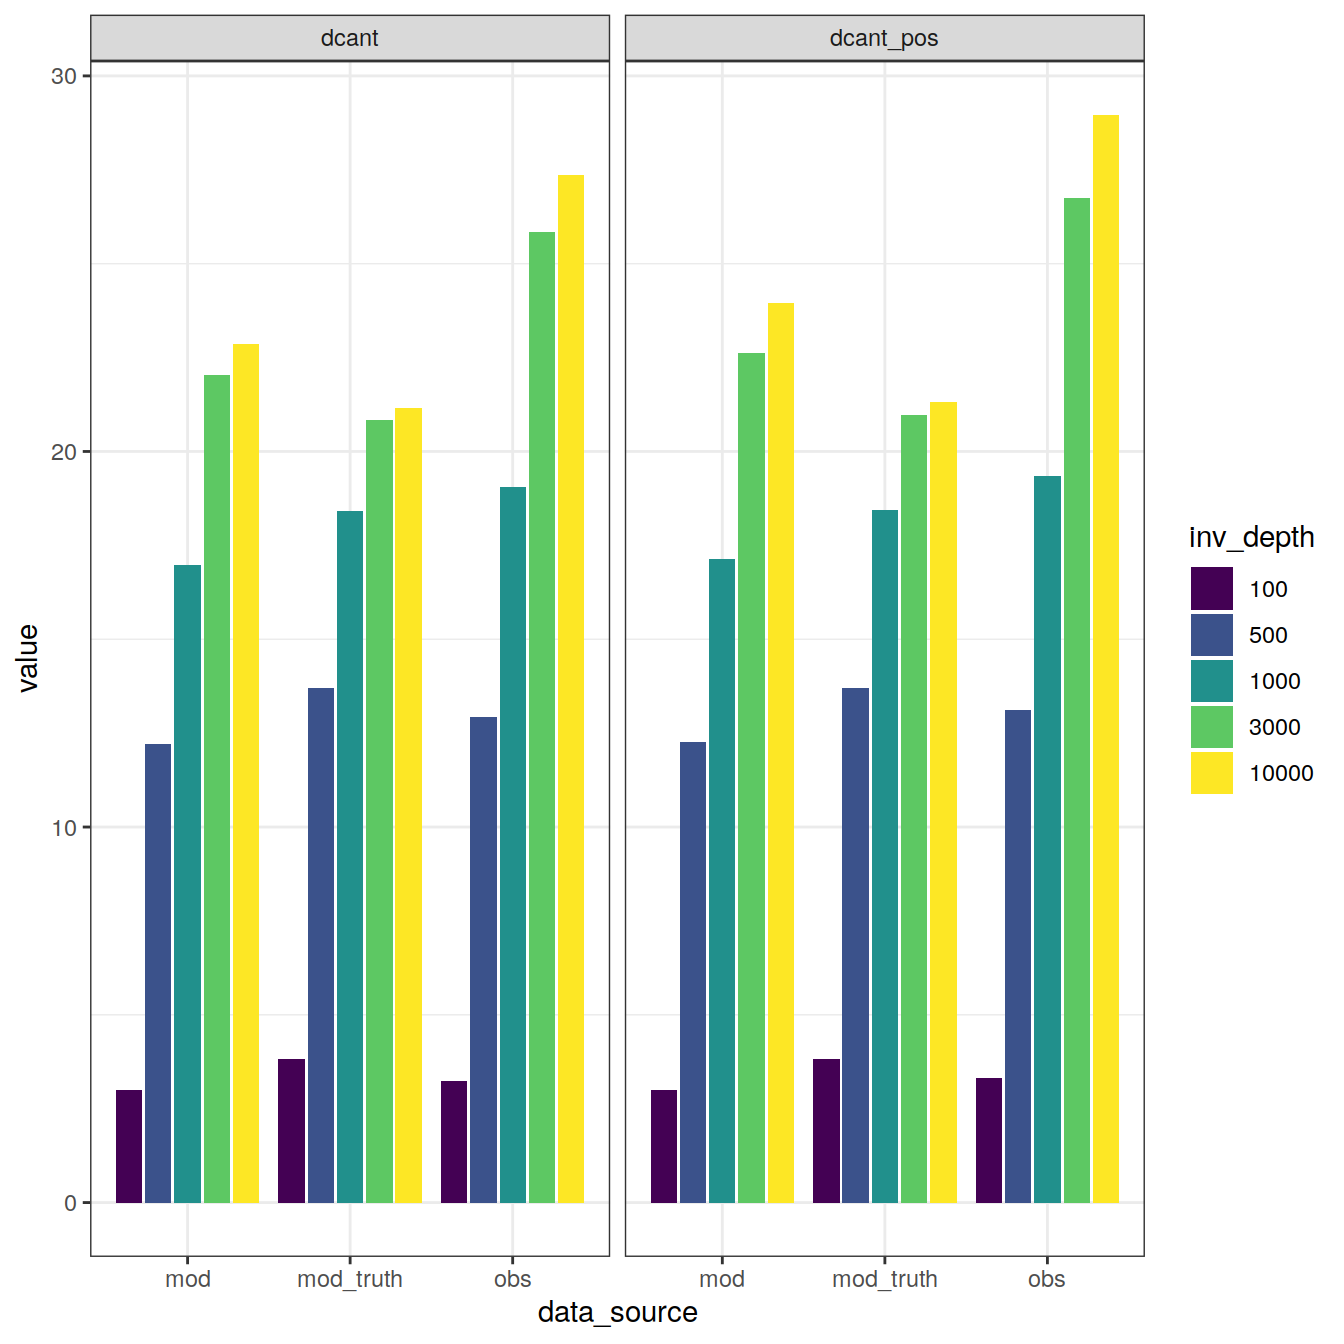 dcant
dcant_pos
30
20
10
0
value
mod
mod_truth
obs
mod
mod_truth
obs
data_source
inv_depth
100
500
1000
3000
10000